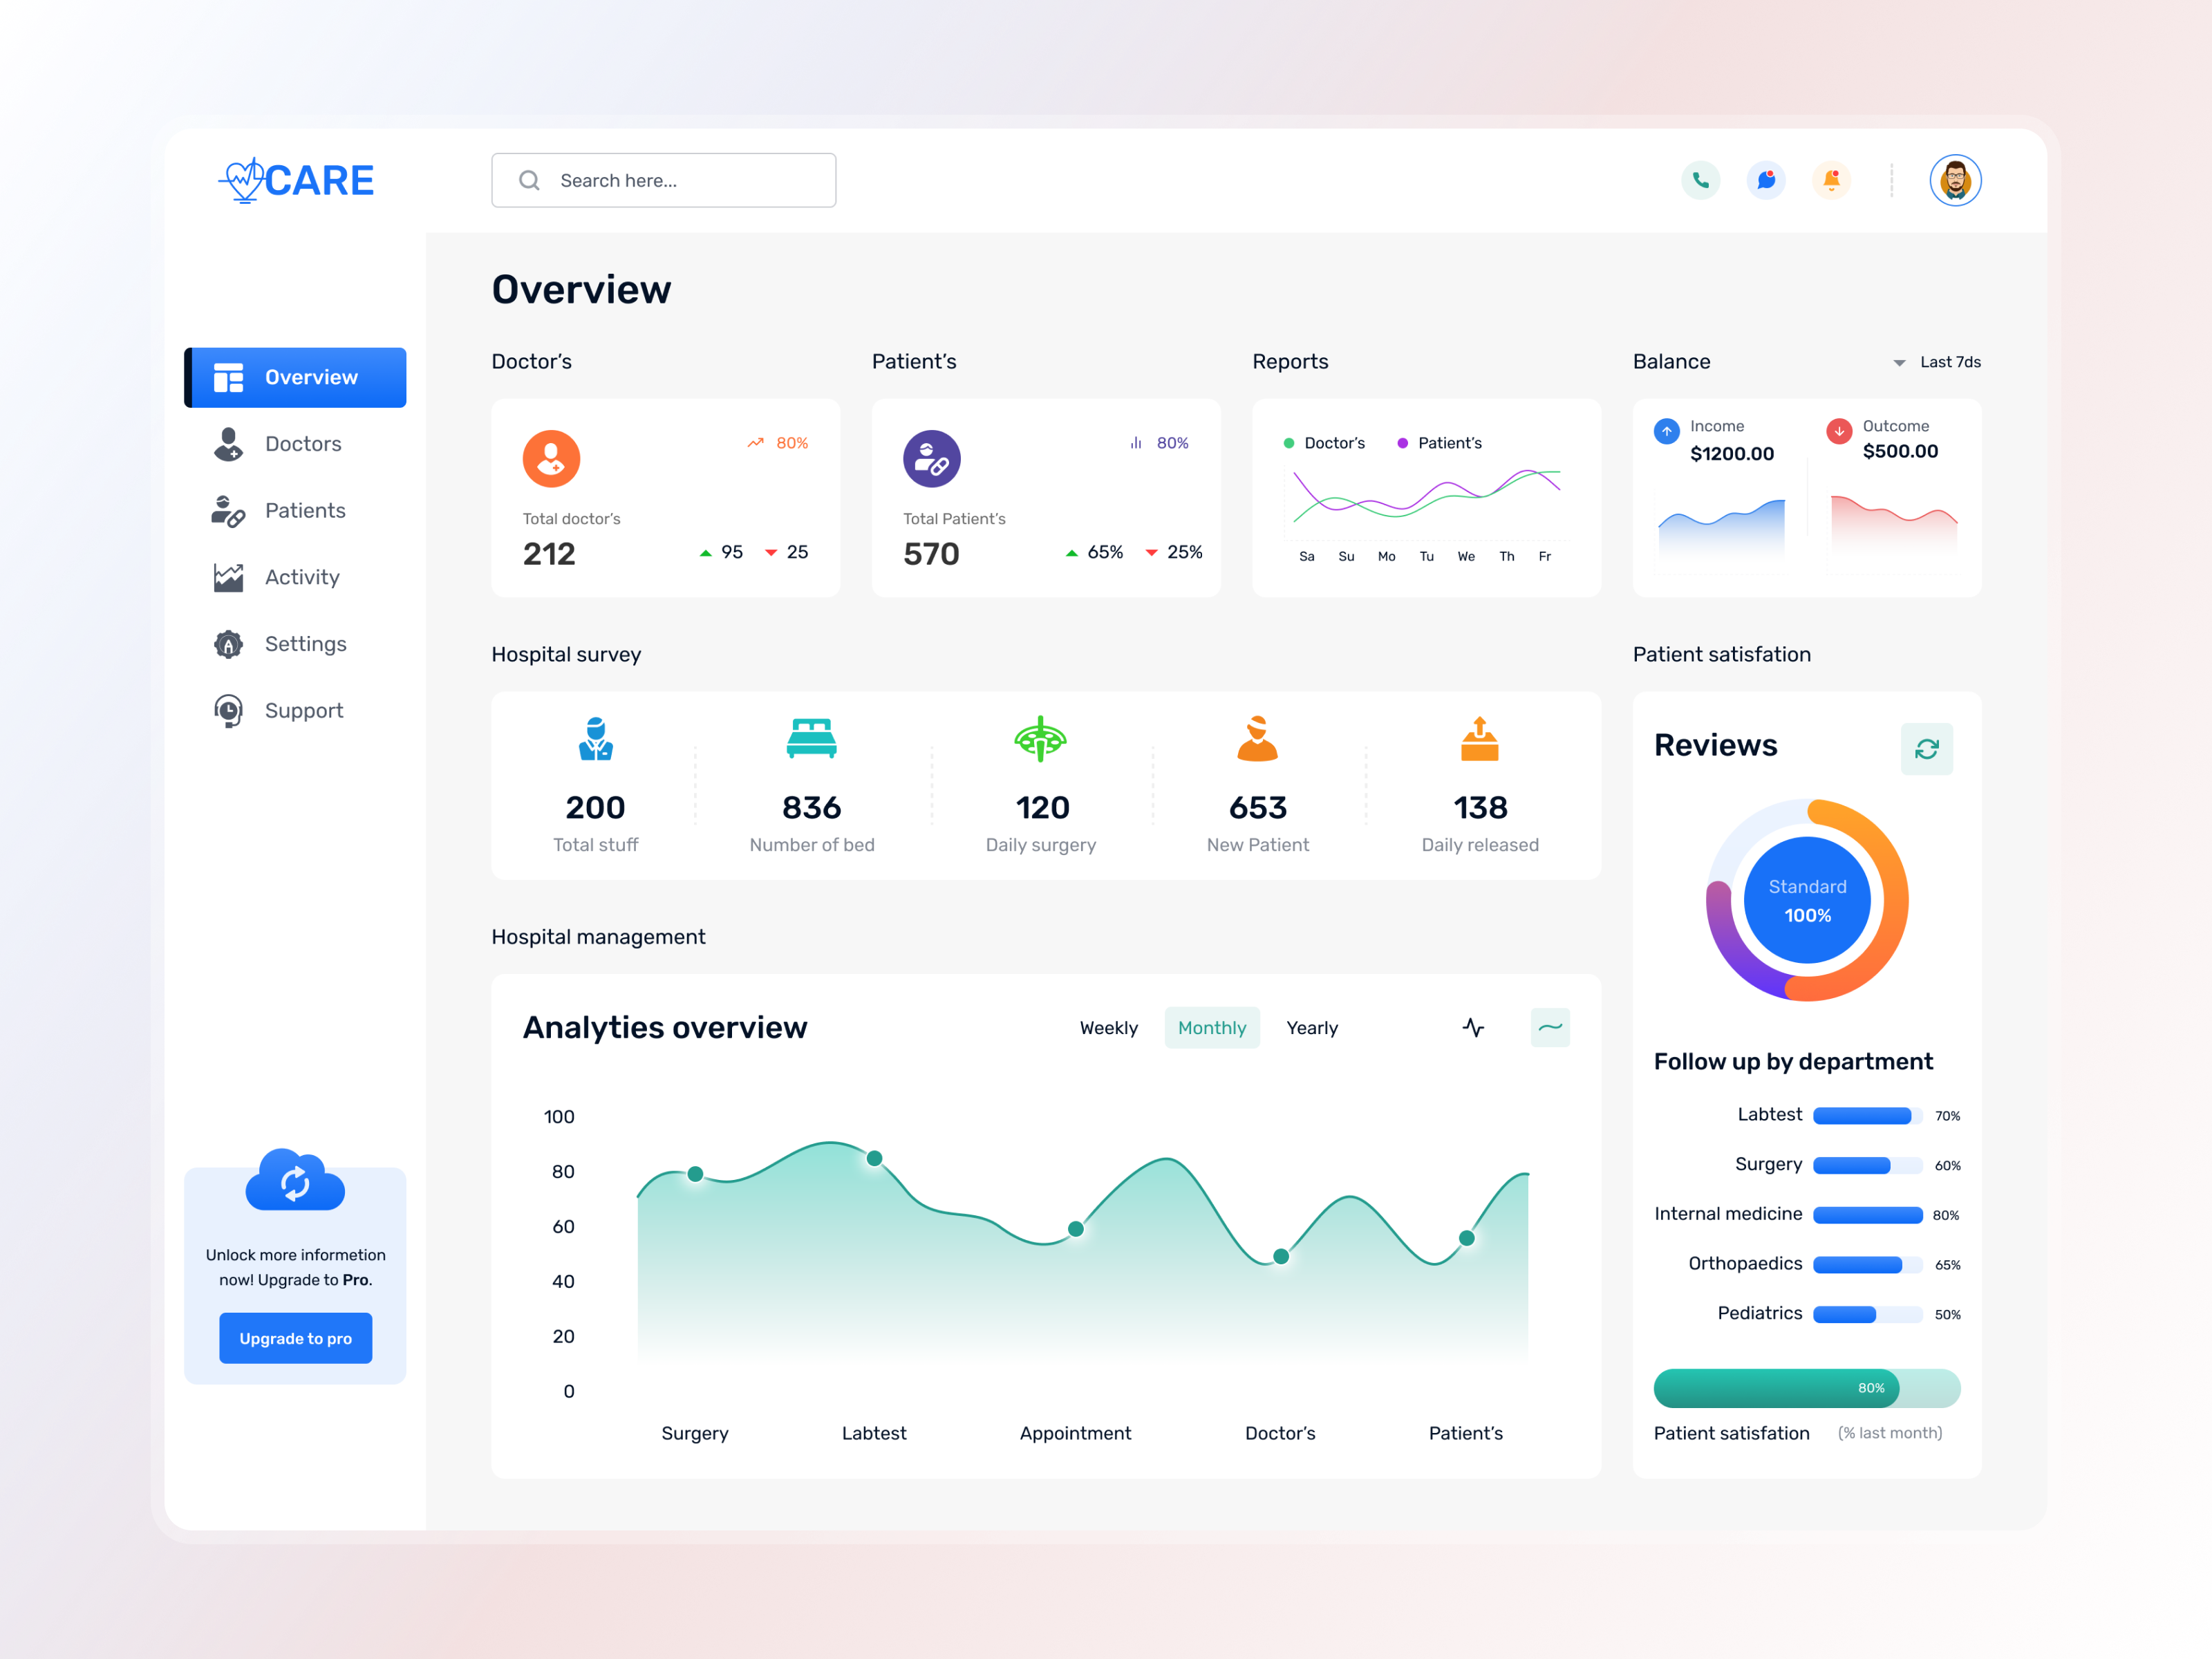 CARE
Search here...
Overview
Doctors
Patients
Activity
Settings
Support
Unlock more informetion
now! Upgrade to Pro.
Upgrade to pro
Overview
Doctor’s
80%
Total doctor’s
212
95
25
Patient’s
80%
Total Patient’s
570
65%
25%
Reports
Doctor’s
Patient’s
Sa Su Mo Tu We Th Fr
Balance
Last 7ds
Income
$1200.00
Outcome
$500.00
Hospital survey
200
Total stuff
836
Number of bed
120
Daily surgery
653
New Patient
138
Daily released
Hospital management
Analyties overview
Weekly
Monthly
Yearly
100
80
60
40
20
0
Surgery
Labtest
Appointment
Doctor’s
Patient’s
Patient satisfation
Reviews
Standard
100%
Follow up by department
Labtest 70%
Surgery 60%
Internal medicine 80%
Orthopaedics 65%
Pediatrics 50%
80%
Patient satisfation (% last month)